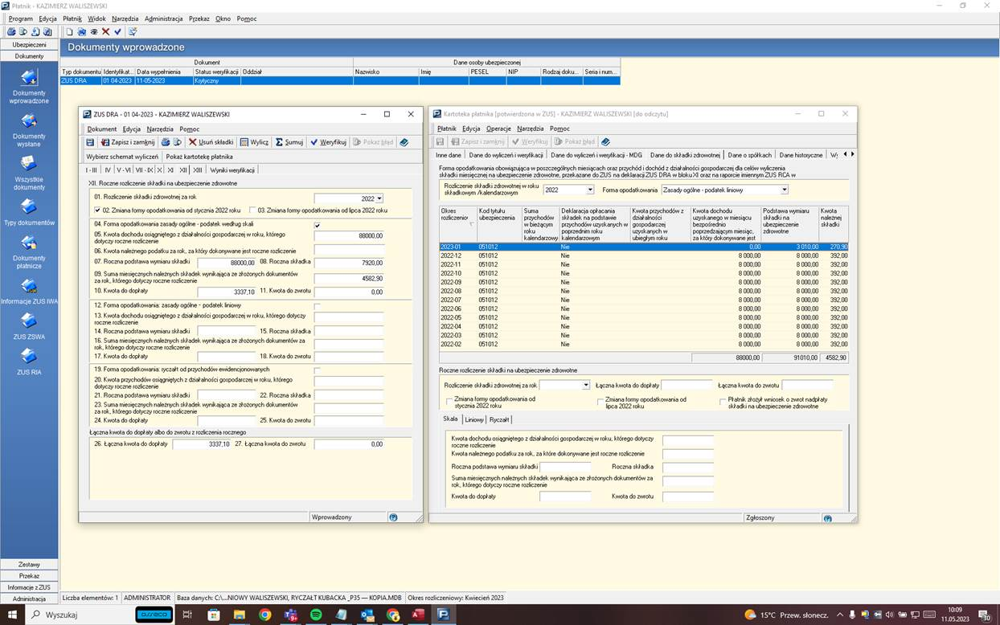 Płatnik - KAZIMIERZ WALISZEWSKI
Program Edycja Płatnik Widok Narzędzia Administracja Przekaz Okno Pomoc
Ubezpieczeni
Dokumenty
Dokumenty wprowadzone
Dokumenty wysłane
Wszystkie dokumenty
Typy dokumentów
Dokumenty płatnicze
Informacje ZUS IWA
ZUS ZSWA
ZUS RIA
Zestawy
Przekaz
Informacje z ZUS
Administracja
Dokumenty wprowadzone
Dokument Dane osoby ubezpieczonej
Typ dokumentu Identyfikat... Data wypełnienia Status weryfikacji Oddział Nazwisko Imię PESEL NIP Rodzaj doku... Seria i num...
ZUS DRA 01 04-2023 11-05-2023 Krytyczny
ZUS DRA - 01 04-2023 - KAZIMIERZ WALISZEWSKI
Dokument Edycja Narzędzia Pomoc
Zapisz i zamknij Usuń składki Wylicz Sumuj Weryfikuj Pokaż błąd
Wybierz schemat wyliczeń Pokaż kartotekę płatnika
I - III IV V - VI VII - IX X XI XII XIII Wyniki weryfikacji
XII. Roczne rozliczenie składki na ubezpieczenie zdrowotne
01. Rozliczenie składki zdrowotnej za rok 2022
02. Zmiana formy opodatkowania od stycznia 2022 roku 03. Zmiana formy opodatkowania od lipca 2022 roku
04. Forma opodatkowania zasady ogólne - podatek według skali
05. Kwota dochodu osiągniętego z działalności gospodarczej w roku, którego dotyczy roczne rozliczenie 88000,00
06. Kwota należnego podatku za rok, za który dokonywane jest roczne rozliczenie
07. Roczna podstawa wymiaru składki 88000,00 08. Roczna składka 7920,00
09. Suma miesięcznych należnych składek wynikająca ze złożonych dokumentów za rok, którego dotyczy roczne rozliczenie 4582,90
10. Kwota do dopłaty 3337,10 11. Kwota do zwrotu 0,00
12. Forma opodatkowania: zasady ogólne - podatek liniowy
13. Kwota dochodu osiągniętego z działalności gospodarczej w roku, którego dotyczy roczne rozliczenie
14. Roczna podstawa wymiaru składki 15. Roczna składka
16. Suma miesięcznych należnych składek wynikająca ze złożonych dokumentów za rok, którego dotyczy roczne rozliczenie
17. Kwota do dopłaty 18. Kwota do zwrotu
19. Forma opodatkowania: ryczałt od przychodów ewidencjonowanych
20. Kwota przychodów osiągniętych z działalności gospodarczej w roku, którego dotyczy roczne rozliczenie
21. Roczna podstawa wymiaru składki 22. Roczna składka
23. Suma miesięcznych należnych składek wynikająca ze złożonych dokumentów za rok, którego dotyczy roczne rozliczenie
24. Kwota do dopłaty 25. Kwota do zwrotu
Łączna kwota do dopłaty albo do zwrotu z rozliczenia rocznego
26. Łączna kwota do dopłaty 3337,10 27. Łączna kwota do zwrotu 0,00
Wprowadzony
Kartoteka płatnika [potwierdzona w ZUS] - KAZIMIERZ WALISZEWSKI [do odczytu]
Płatnik Edycja Operacje Narzędzia Pomoc
Zapisz i zamknij Weryfikuj Pokaż błąd
Inne dane Dane do wyliczeń i weryfikacji Dane do wyliczeń i weryfikacji - MDG Dane do składki zdrowotnej Dane o spółkach Dane historyczne
Forma opodatkowania obowiązująca w poszczególnych miesiącach oraz przychód i dochód z działalności gospodarczej dla celów wyliczenia
składki miesięcznej na ubezpieczenie zdrowotne, przekazane do ZUS na deklaracji ZUS DRA w bloku XI oraz na raporcie imiennym ZUS RCA w
Rozliczenie składki zdrowotnej w roku składkowym /kalendarzowym 2022 Forma opodatkowania Zasady ogólne - podatek liniowy
Okres rozliczeniowy Kod tytułu ubezpieczenia Suma przychodów w bieżącym roku kalendarzowym Deklaracja opłacania składek na podstawie przychodów uzyskanych w poprzednim roku kalendarzowym Kwota przychodów z działalności gospodarczej uzyskanych w ubiegłym roku Kwota dochodu uzyskanego w miesiącu bezpośrednio poprzedzającym miesiąc, za który dokonywane jest Podstawa wymiaru składki na ubezpieczenie zdrowotne Kwota należnej składki
2023-01 051012 Nie 0,00 3 010,00 270,90
2022-12 051012 Nie 8 000,00 8 000,00 392,00
2022-11 051012 Nie 8 000,00 8 000,00 392,00
2022-10 051012 Nie 8 000,00 8 000,00 392,00
2022-09 051012 Nie 8 000,00 8 000,00 392,00
2022-08 051012 Nie 8 000,00 8 000,00 392,00
2022-07 051012 Nie 8 000,00 8 000,00 392,00
2022-06 051012 Nie 8 000,00 8 000,00 392,00
2022-05 051012 Nie 8 000,00 8 000,00 392,00
2022-04 051012 Nie 8 000,00 8 000,00 392,00
2022-03 051012 Nie 8 000,00 8 000,00 392,00
2022-02 051012 Nie 8 000,00 8 000,00 392,00
88000,00 91010,00 4582,90
Roczne rozliczenie składki na ubezpieczenie zdrowotne
Rozliczenie składki zdrowotnej za rok Łączna kwota do dopłaty Łączna kwota do zwrotu
Zmiana formy opodatkowania od stycznia 2022 roku Zmiana formy opodatkowania od lipca 2022 roku Płatnik złożył wniosek o zwrot nadpłaty składki na ubezpieczenie zdrowotne
Skala Liniowy Ryczałt
Kwota dochodu osiągniętego z działalności gospodarczej w roku, którego dotyczy roczne rozliczenie
Kwota należnego podatku za rok, za które dokonywane jest roczne rozliczenie
Roczna podstawa wymiaru składki Roczna składka
Suma miesięcznych należnych składek wynikająca ze złożonych dokumentów za rok, którego dotyczy roczne rozliczenie
Kwota do dopłaty Kwota do zwrotu
Zgłoszony
Liczba elementów: 1 ADMINISTRATOR Baza danych: C:\...NIOWY WALISZEWSKI, RYCZAŁT KUBACKA _P35 — KOPIA.MDB Okres rozliczeniowy: Kwiecień 2023
Wyszukaj
asseco
15°C Przew. słonecz.
10:09
11.05.2023
30